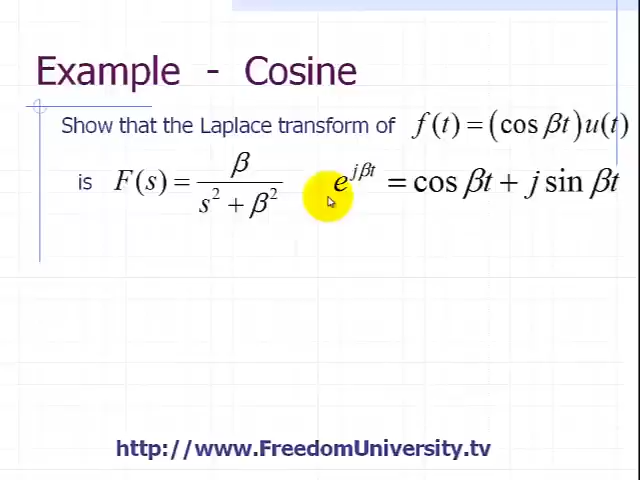 Example - Cosine
Show that the Laplace transform of f(t) = (cos βt)u(t)
is F(s) = β / (s² + β²) e^{jβt} = cos βt + j sin βt
http://www.FreedomUniversity.tv